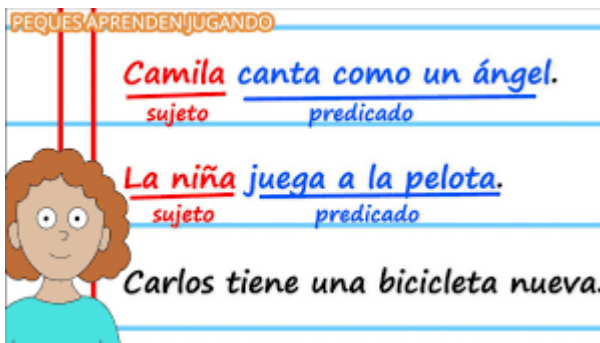 PEQUES APRENDEN JUGANDO
Camila canta como un ángel.
sujeto predicado
La niña juega a la pelota.
sujeto predicado
Carlos tiene una bicicleta nueva.